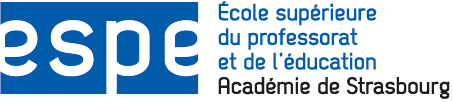 espe
École supérieure
du professorat
et de l'éducation
Académie de Strasbourg